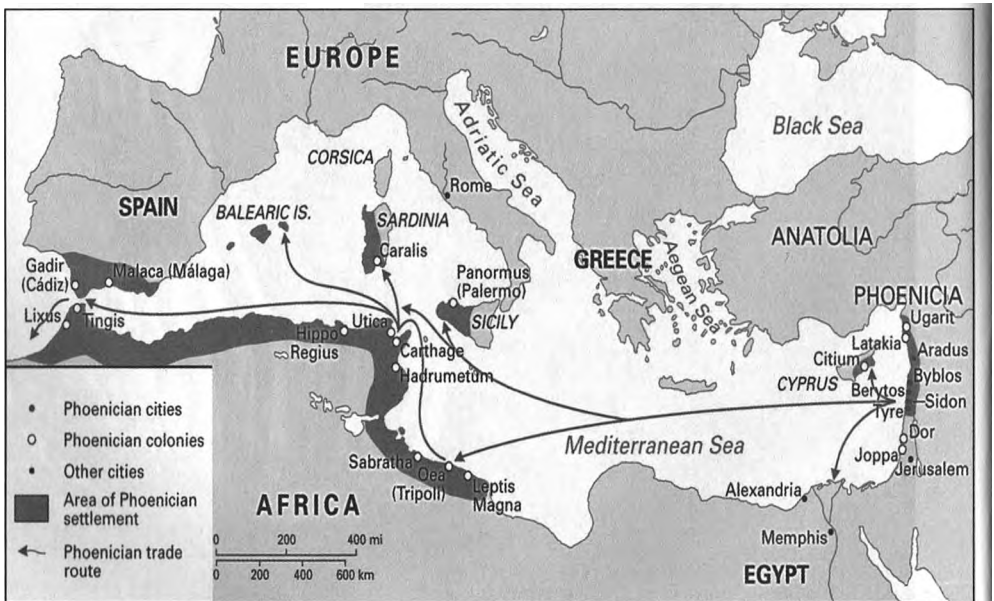 EUROPE
Black Sea
Adriatic Sea
CORSICA
Rome
SPAIN
BALEARIC IS.
SARDINIA
Caralis
GREECE
Aegean Sea
ANATOLIA
Gadir
(Cádiz)
Malaca (Málaga)
Panormus
(Palermo)
SICILY
PHOENICIA
Ugarit
Lixus
Tingis
Hippo
Regius
Utica
Carthage
Hadrumetum
Latakia
Citium
Aradus
CYPRUS
Byblos
Berytos
Sidon
Tyre
Mediterranean Sea
Dor
Joppa
Jerusalem
Sabratha
Oea
(Tripoli)
Leptis
Magna
Alexandria
AFRICA
Memphis
EGYPT
Phoenician cities
Phoenician colonies
Other cities
Area of Phoenician
settlement
Phoenician trade
route
0 200 400 mi
0 200 400 600 km